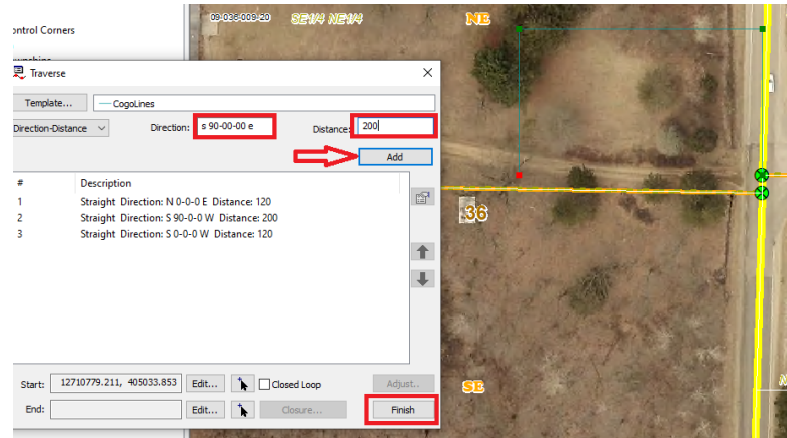 ontrol Corners
Traverse
Template...
CogoLines
Direction-Distance
Direction:
s 90-00-00 e
Distance:
200
Add
# Description
1 Straight Direction: N 0-0-0 E Distance: 120
2 Straight Direction: S 90-0-0 W Distance: 200
3 Straight Direction: S 0-0-0 W Distance: 120
Start:
12710779.211, 405033.853
Edit...
Closed Loop
Adjust...
End:
Edit...
Closure...
Finish
09-036-009-20
SE1/4 NE1/4
NE
36
SE
N